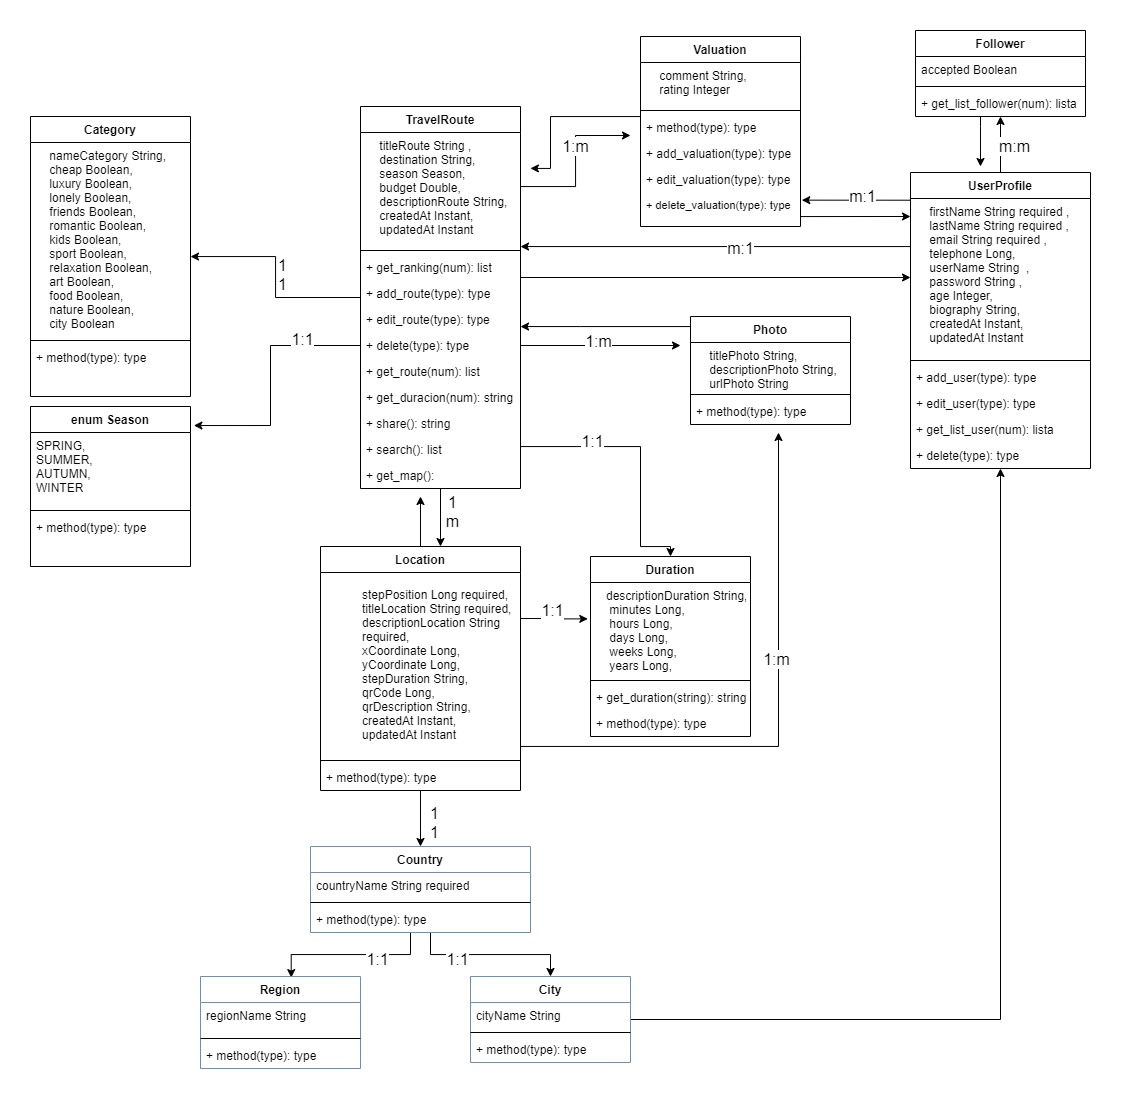 Valuation
comment String,
rating Integer
+ method(type): type
+ add_valuation(type): type
+ edit_valuation(type): type
+ delete_valuation(type): type
Follower
accepted Boolean
+ get_list_follower(num): lista
Category
nameCategory String,
cheap Boolean,
luxury Boolean,
lonely Boolean,
friends Boolean,
romantic Boolean,
kids Boolean,
sport Boolean,
relaxation Boolean,
art Boolean,
food Boolean,
nature Boolean,
city Boolean
+ method(type): type
TravelRoute
titleRoute String ,
destination String,
season Season,
budget Double,
descriptionRoute String,
createdAt Instant,
updatedAt Instant
+ get_ranking(num): list
+ add_route(type): type
+ edit_route(type): type
+ delete(type): type
+ get_route(num): list
+ get_duracion(num): string
+ share(): string
+ search(): list
+ get_map():
1:m
m:m
UserProfile
firstName String required ,
lastName String required ,
email String required ,
telephone Long,
userName String  ,
password String ,
age Integer,
biography String,
createdAt Instant,
updatedAt Instant
+ add_user(type): type
+ edit_user(type): type
+ get_list_user(num): lista
+ delete(type): type
m:1
m:1
1
1
1:1
1:m
Photo
titlePhoto String,
descriptionPhoto String,
urlPhoto String
+ method(type): type
enum Season
SPRING,
SUMMER,
AUTUMN,
WINTER
+ method(type): type
1:1
1
m
Location
stepPosition Long required,
titleLocation String required,
descriptionLocation String
required,
xCoordinate Long,
yCoordinate Long,
stepDuration String,
qrCode Long,
qrDescription String,
createdAt Instant,
updatedAt Instant
+ method(type): type
1:1
Duration
descriptionDuration String,
minutes Long,
hours Long,
days Long,
weeks Long,
years Long,
+ get_duration(string): string
+ method(type): type
1:m
1
1
Country
countryName String required
+ method(type): type
1:1
1:1
Region
regionName String
+ method(type): type
City
cityName String
+ method(type): type